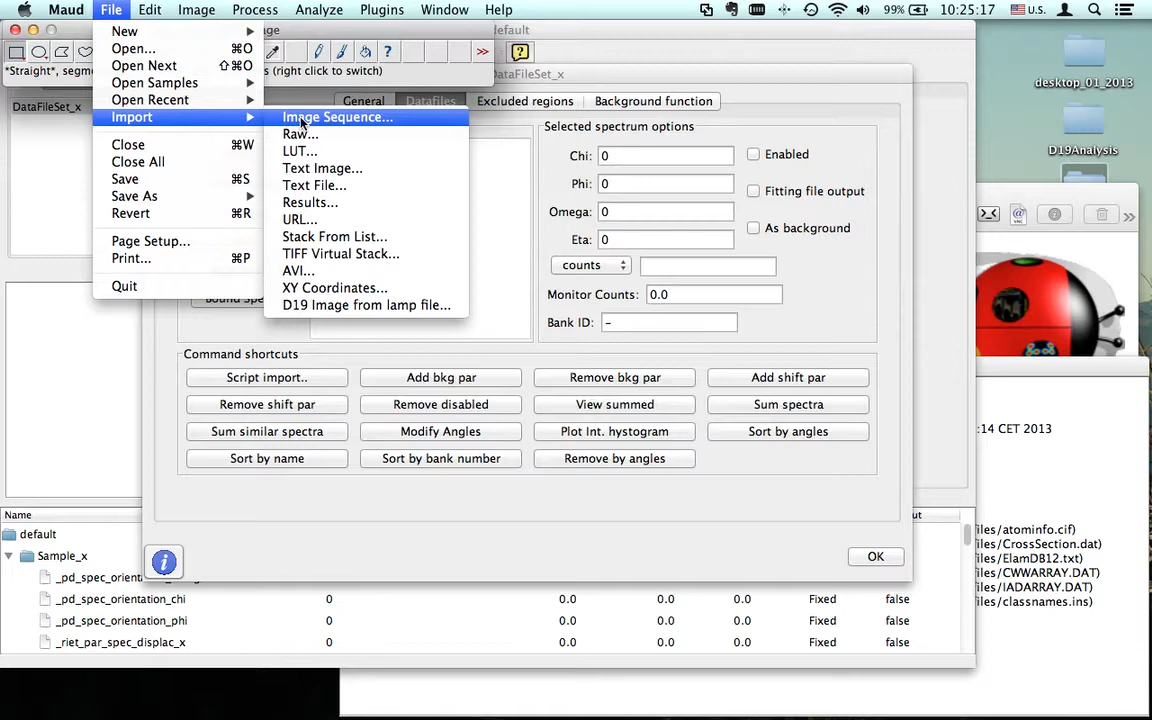 Maud File Edit Image Process Analyze Plugins Window Help 99% 10:25:17 U.S.
New
Open... ⌘O
Open Next ⇧⌘O
Open Samples
Open Recent
Import
Close ⌘W
Close All
Save ⌘S
Save As
Revert ⌘R
Page Setup...
Print... ⌘P
Quit
Image Sequence...
Raw...
LUT...
Text Image...
Text File...
Results...
URL...
Stack From List...
TIFF Virtual Stack...
AVI...
XY Coordinates...
D19 Image from lamp file...
default
>>
*Straight*, segm
(right click to switch)
DataFileSet_x
DataFileSet_x
General Datafiles Excluded regions Background function
Selected spectrum options
Chi: 0 Enabled
Phi: 0 Fitting file output
Omega: 0 As background
Eta: 0
counts
Monitor Counts: 0.0
Bank ID: –
Command shortcuts
Script import.. Add bkg par Remove bkg par Add shift par
Remove shift par Remove disabled View summed Sum spectra
Sum similar spectra Modify Angles Plot Int. hystogram Sort by angles
Sort by name Sort by bank number Remove by angles
OK
Name
default
Sample_x
_pd_spec_orientation_chi 0 0.0 0.0 0.0 Fixed false
_pd_spec_orientation_phi 0 0.0 0.0 0.0 Fixed false
_riet_par_spec_displac_x 0 0.0 0.0 0.0 Fixed false
desktop_01_2013
D19Analysis
:14 CET 2013
files/atominfo.cif)
files/CrossSection.dat)
files/ElamDB12.txt)
files/CWWARRAY.DAT)
files/IADARRAY.DAT)
files/classnames.ins)